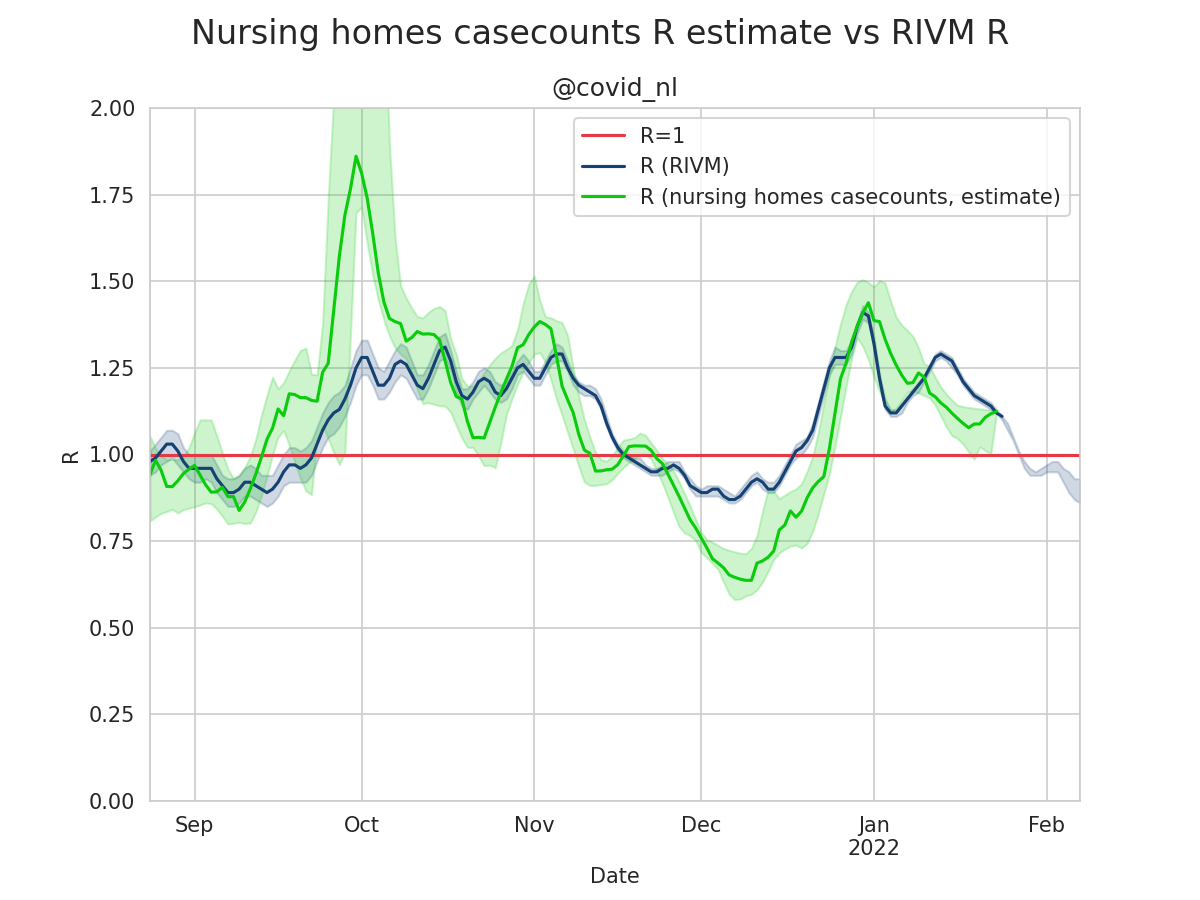 Nursing homes casecounts R estimate vs RIVM R
@covid_nl
R=1
R (RIVM)
R (nursing homes casecounts, estimate)
2.00
1.75
1.50
1.25
1.00
0.75
0.50
0.25
0.00
R
Sep Oct Nov Dec Jan Feb
2022
Date